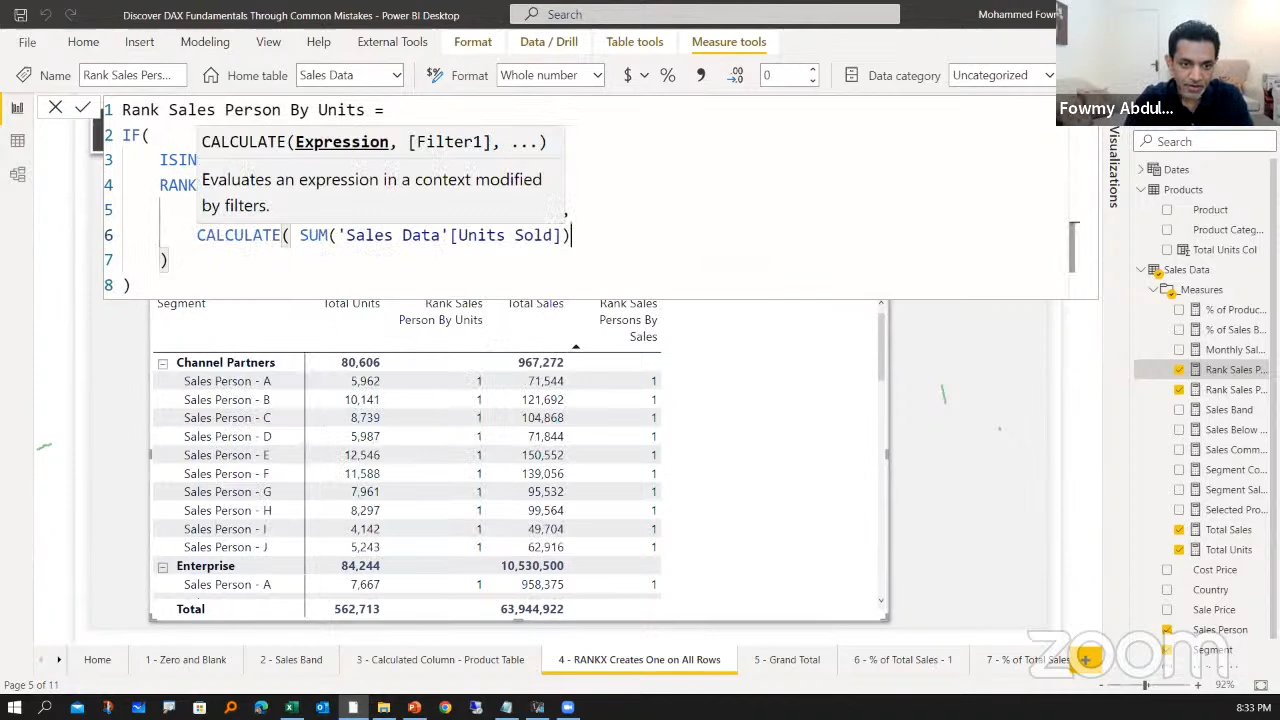 Discover DAX Fundamentals Through Common Mistakes - Power BI Desktop
Search
Mohammed Fow
File Home Insert Modeling View Help External Tools Format Data / Drill Table tools Measure tools
Name Rank Sales Pers... Home table Sales Data Format Whole number $ % 9 .00 0 Data category Uncategorized
Fowmy Abdul...
1 Rank Sales Person By Units =
2 IF(
CALCULATE(Expression, [Filter1], ...)
3 ISIN
Evaluates an expression in a context modified
4 RANK
by filters.
5 ,
6 CALCULATE( SUM('Sales Data'[Units Sold])
7 )
8 )
Segment Total Units Rank Sales Person By Units Total Sales Rank Sales Persons By Sales
Channel Partners 80,606 967,272
Sales Person - A 5,962 1 71,544 1
Sales Person - B 10,141 1 121,692 1
Sales Person - C 8,739 1 104,868 1
Sales Person - D 5,987 1 71,844 1
Sales Person - E 12,546 1 150,552 1
Sales Person - F 11,588 1 139,056 1
Sales Person - G 7,961 1 95,532 1
Sales Person - H 8,297 1 99,564 1
Sales Person - I 4,142 1 49,704 1
Sales Person - J 5,243 1 62,916 1
Enterprise 84,244 10,530,500
Sales Person - A 7,667 1 958,375 1
Total 562,713 63,944,922
Visualizations
Search
Dates
Products
Product
Product Categ...
Total Units Col
Sales Data
_Measures
% of Produc...
% of Sales B...
Monthly Sal...
Rank Sales P...
Rank Sales P...
Sales Band
Sales Below ...
Sales Comm...
Segment Co...
Segment Sal...
Selected Pro...
Total Sales
Total Units
Cost Price
Country
Sale Price
Sales Person
Segment
zoom
Home 1 - Zero and Blank 2 - Sales Band 3 - Calculated Column - Product Table 4 - RANKX Creates One on All Rows 5 - Grand Total 6 - % of Total Sales - 1 7 - % of Total Sales
Page 5 of 11
92%
8:33 PM